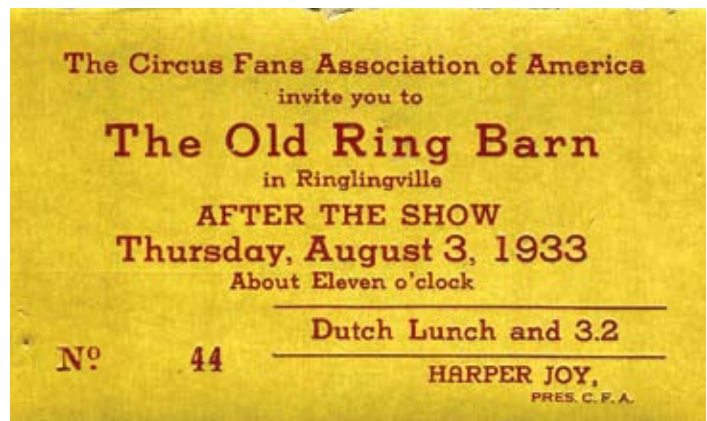 The Circus Fans Association of America
invite you to
The Old Ring Barn
in Ringlingville
AFTER THE SHOW
Thursday, August 3, 1933
About Eleven o'clock
Dutch Lunch and 3.2
Nº 44
HARPER JOY,
PRES. C. F. A.